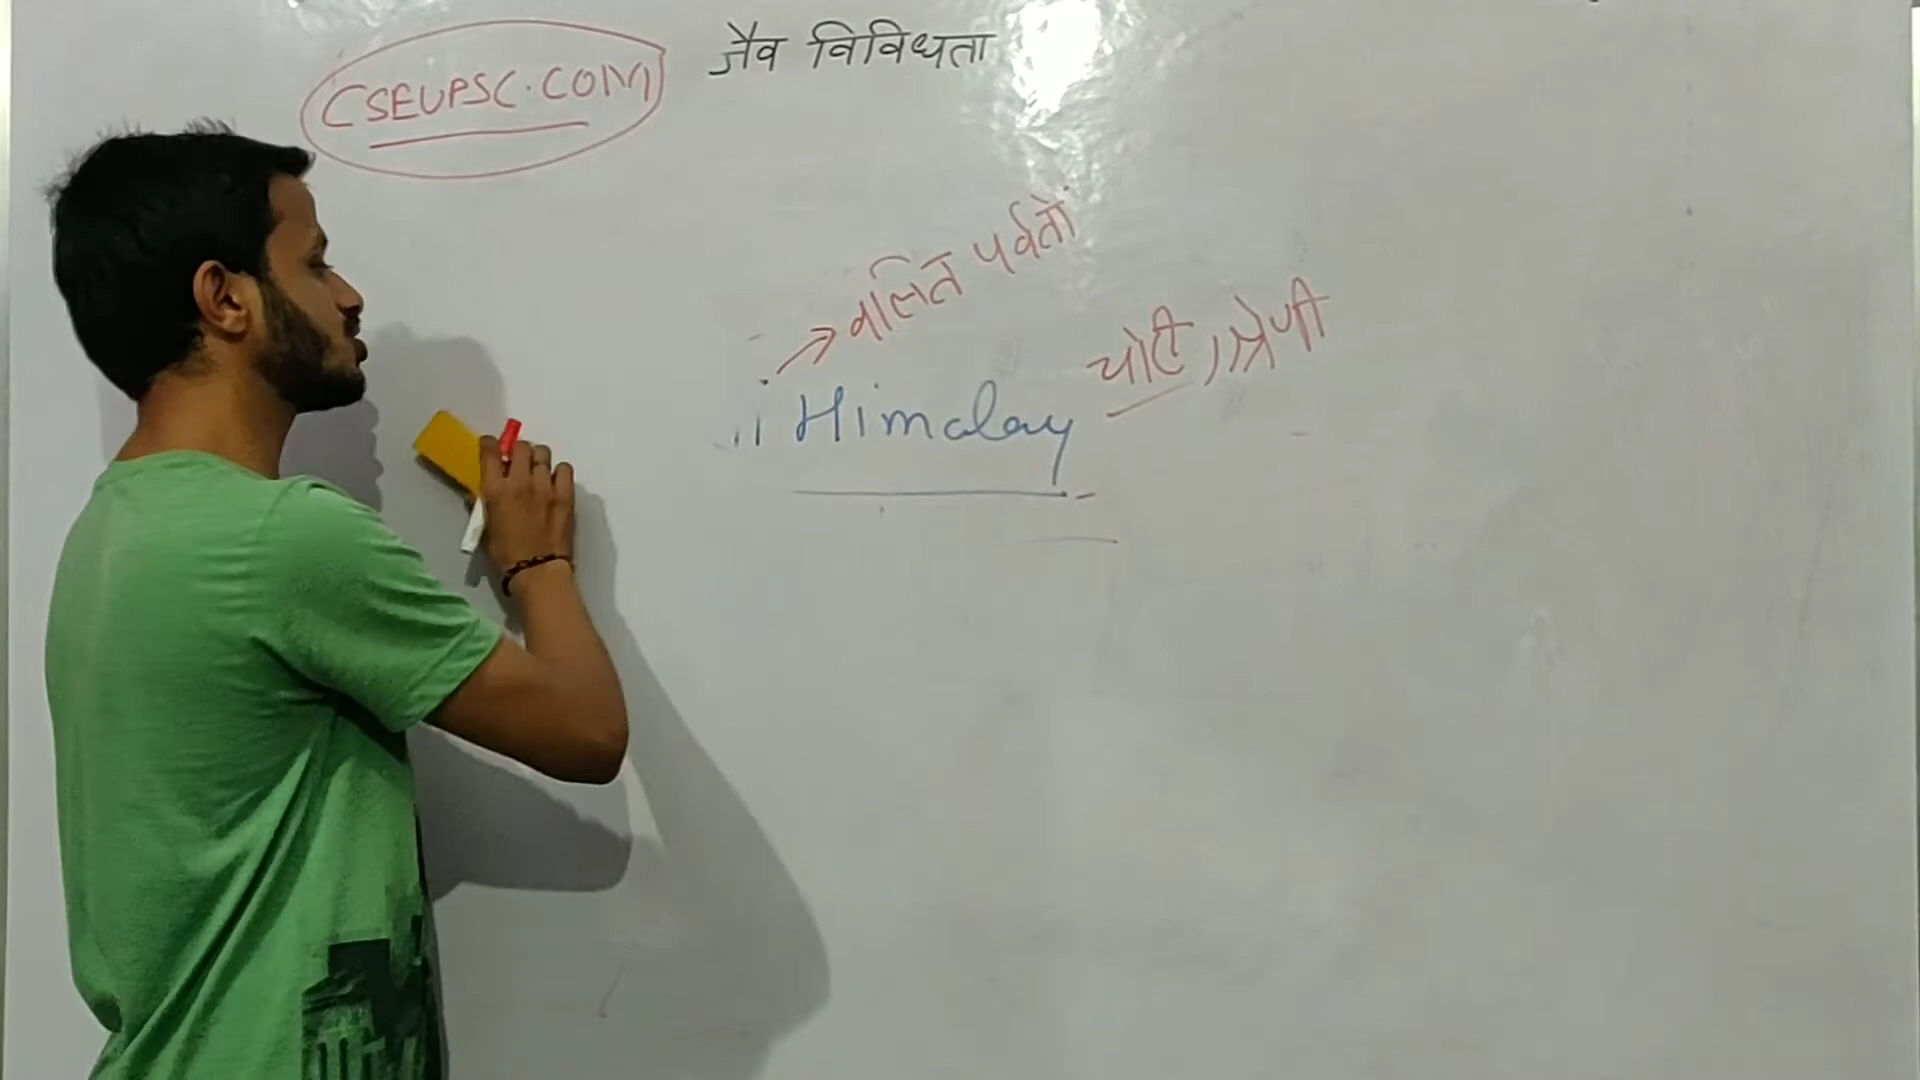 CSEUPSC.COM
जैव विविधता
→ वलित पर्वतो
चोटी, श्रेणी
Himalay